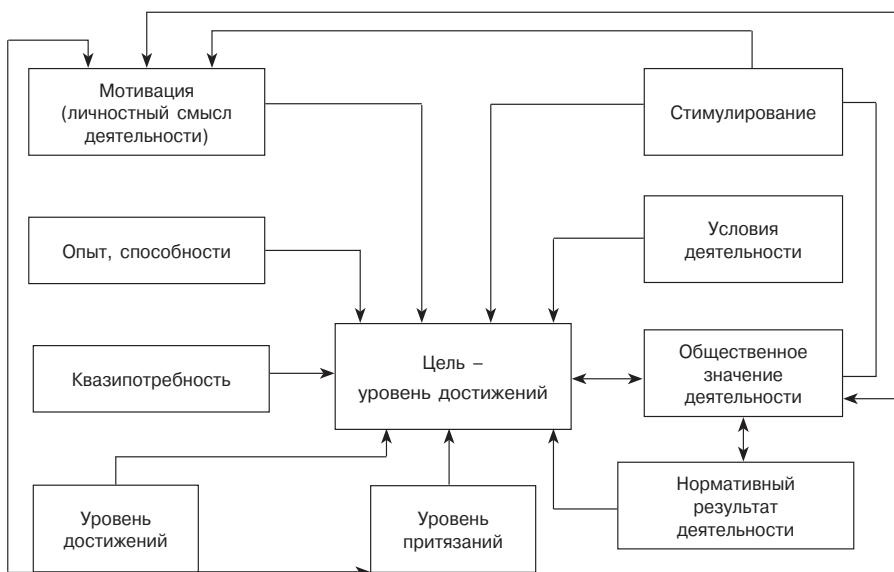 Мотивация
(личностный смысл
деятельности)
Стимулирование
Опыт, способности
Условия
деятельности
Квазипотребность
Цель –
уровень достижений
Общественное
значение
деятельности
Уровень
достижений
Уровень
притязаний
Нормативный
результат
деятельности